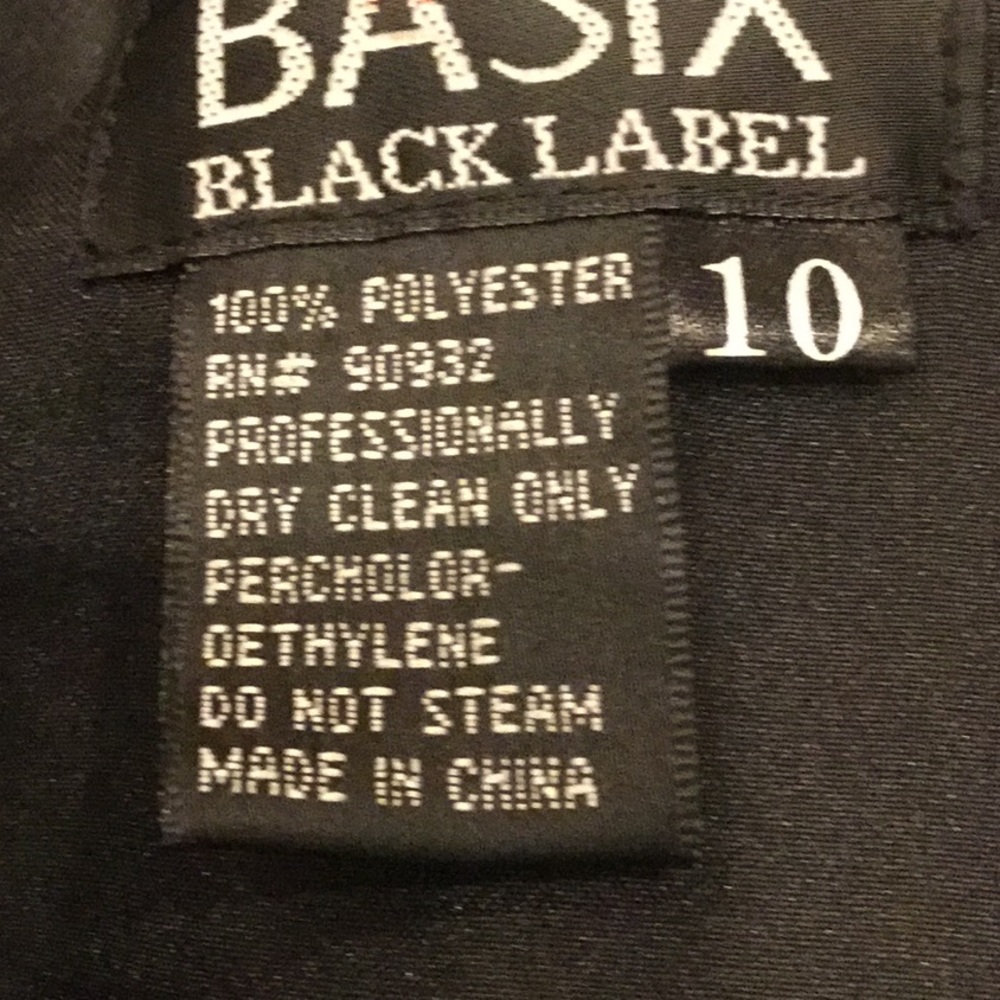 BASIX
BLACK LABEL
10
100% POLYESTER
RN# 90932
PROFESSIONALLY
DRY CLEAN ONLY
PERCHOLOR-
OETHYLENE
DO NOT STEAM
MADE IN CHINA